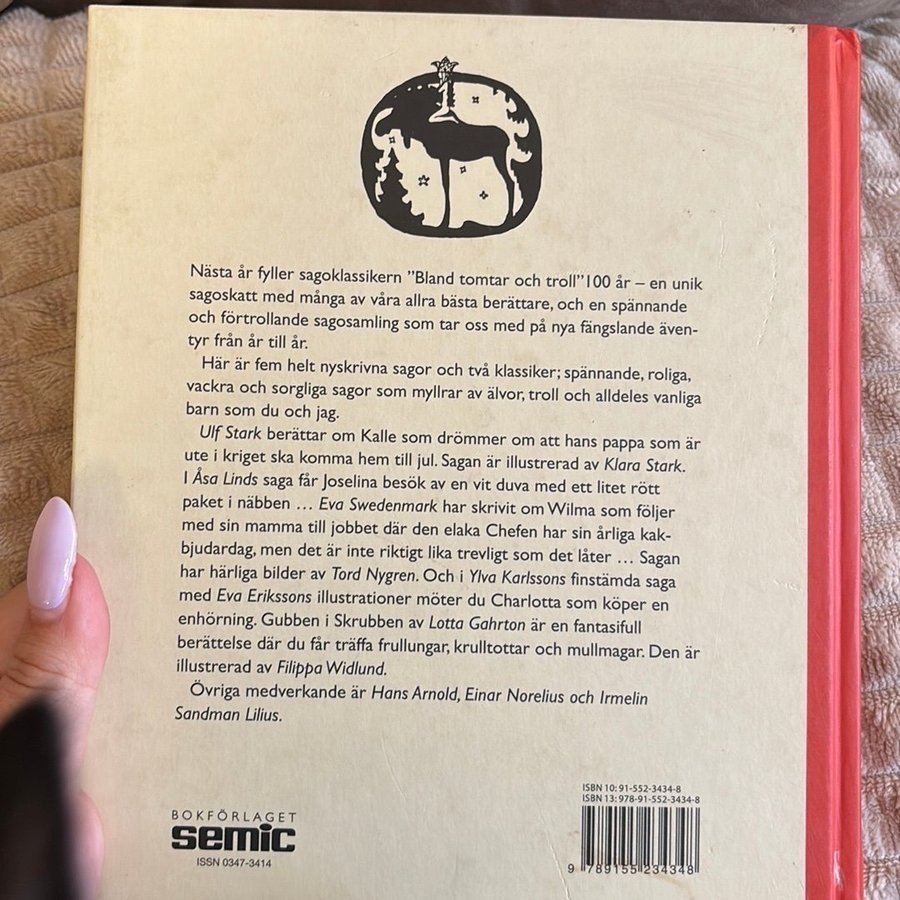 Nästa år fyller sagoklassikern ”Bland tomtar och troll” 100 år – en unik
sagoskatt med många av våra allra bästa berättare, och en spännande
och förtrollande sagosamling som tar oss med på nya fängslande även-
tyr från år till år.
Här är fem helt nyskrivna sagor och två klassiker; spännande, roliga,
vackra och sorgliga sagor som myllrar av älvor, troll och alldeles vanliga
barn som du och jag.
Ulf Stark berättar om Kalle som drömmer om att hans pappa som är
ute i kriget ska komma hem till jul. Sagan är illustrerad av Klara Stark.
I Åsa Linds saga får Joselina besök av en vit duva med ett litet rött
paket i näbben … Eva Swedenmark har skrivit om Wilma som följer
med sin mamma till jobbet där den elaka Chefen har sin årliga kak-
bjudardag, men det är inte riktigt lika trevligt som det låter … Sagan
har härliga bilder av Tord Nygren. Och i Ylva Karlssons finstämda saga
med Eva Erikssons illustrationer möter du Charlotta som köper en
enhörning. Gubben i Skrubben av Lotta Gahrton är en fantasifull
berättelse där du får träffa frullungar, krulltottar och mullmagar. Den är
illustrerad av Filippa Widlund.
Övriga medverkande är Hans Arnold, Einar Norelius och Irmelin
Sandman Lilius.
BOKFÖRLAGET
semic
ISSN 0347-3414
ISBN 10: 91-552-3434-8
ISBN 13: 978-91-552-3434-8
9 789155 234348